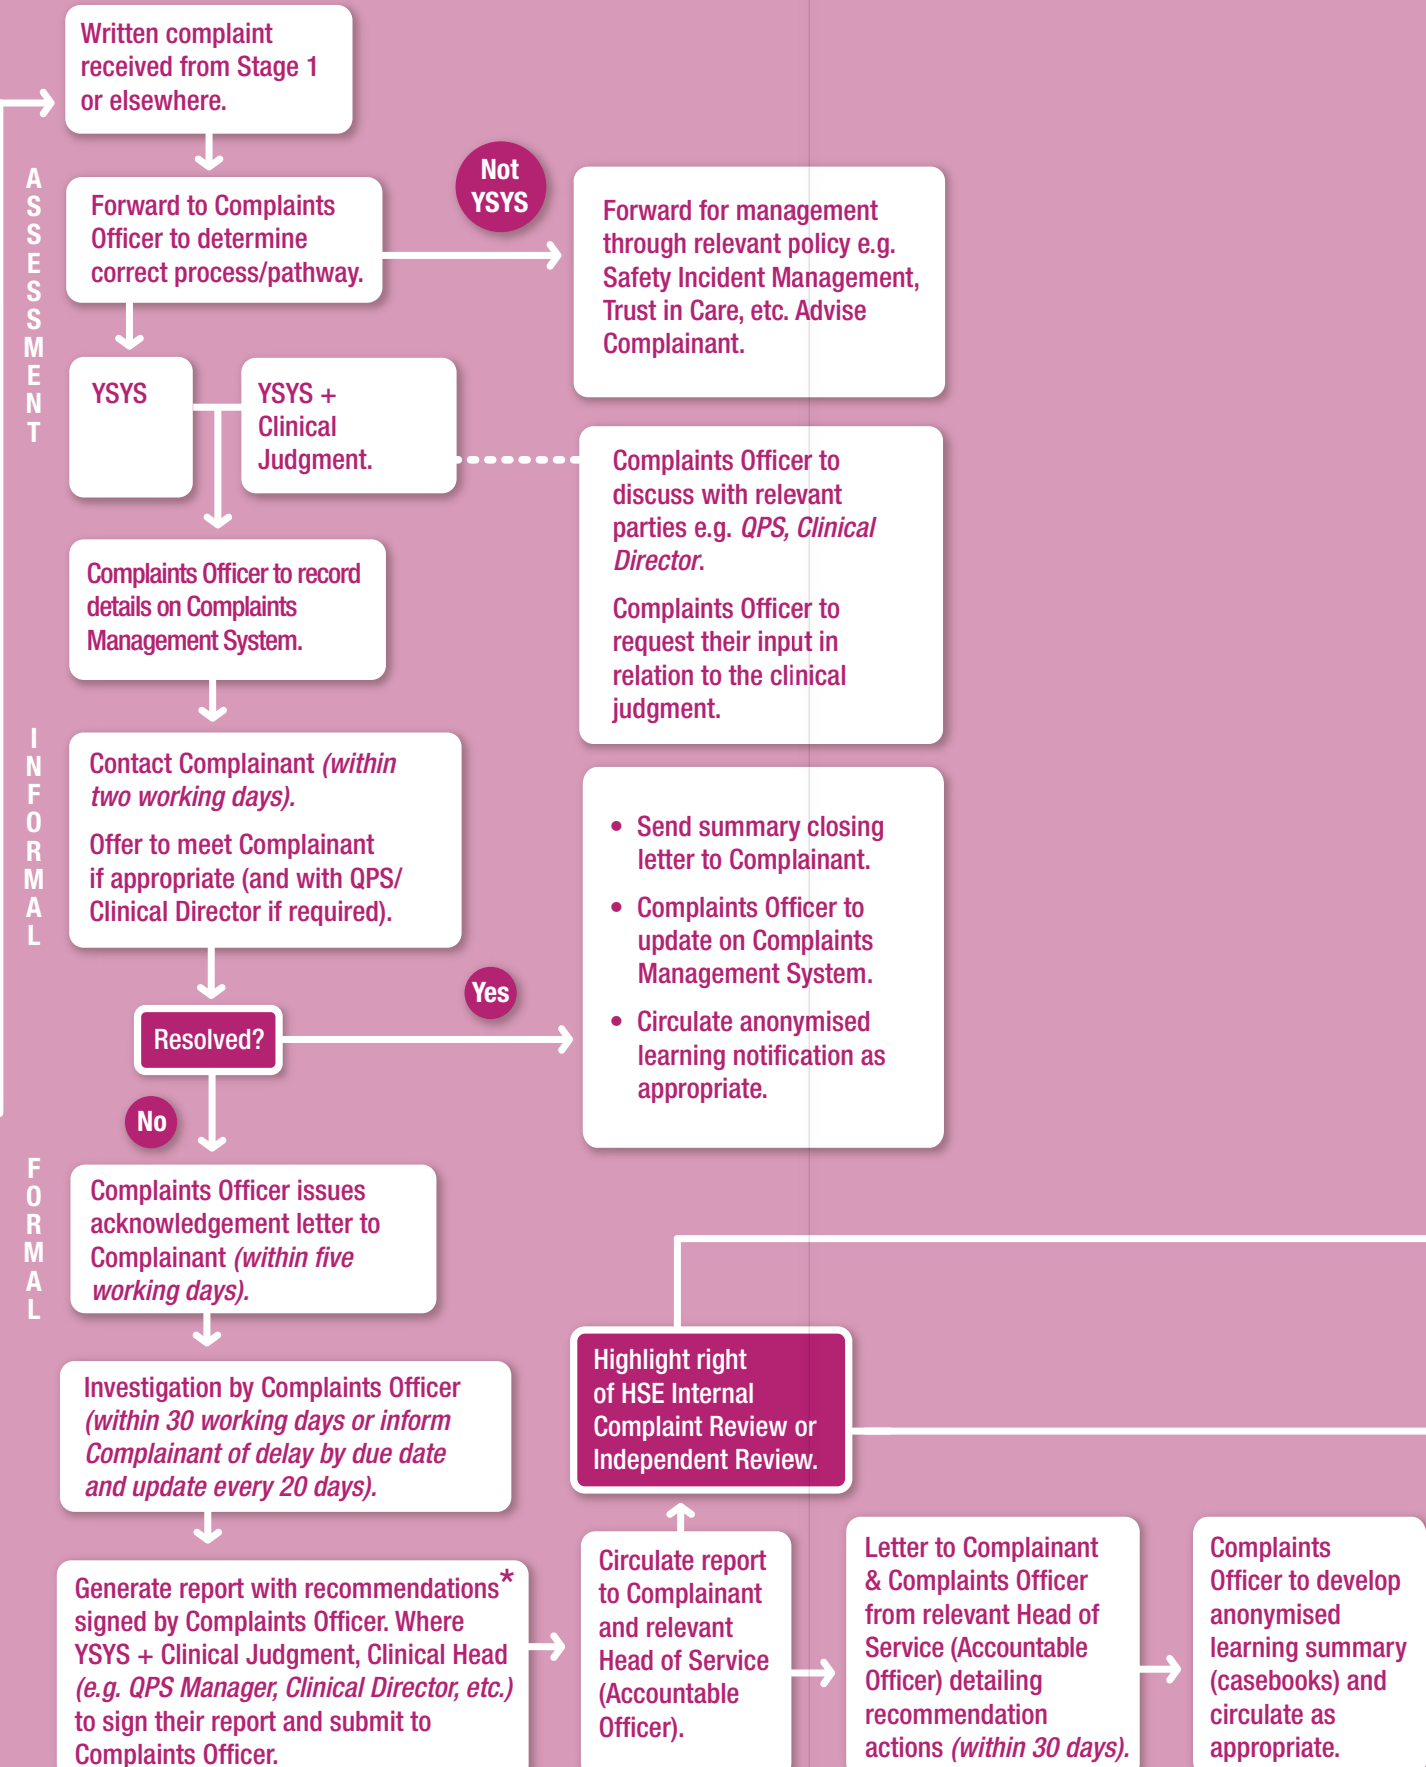 Written complaint
received from Stage 1
or elsewhere.
ASSESSMENT
Forward to Complaints
Officer to determine
correct process/pathway.
Not
YSYS
Forward for management
through relevant policy e.g.
Safety Incident Management,
Trust in Care, etc. Advise
Complainant.
YSYS
YSYS +
Clinical
Judgment.
Complaints Officer to
discuss with relevant
parties e.g. QPS, Clinical
Director.
Complaints Officer to
request their input in
relation to the clinical
judgment.
Complaints Officer to record
details on Complaints
Management System.
INFORMAL
Contact Complainant (within
two working days).
Offer to meet Complainant
if appropriate (and with QPS/
Clinical Director if required).
Resolved?
Yes
• Send summary closing
letter to Complainant.
• Complaints Officer to
update on Complaints
Management System.
• Circulate anonymised
learning notification as
appropriate.
No
FORMAL
Complaints Officer issues
acknowledgement letter to
Complainant (within five
working days).
Investigation by Complaints Officer
(within 30 working days or inform
Complainant of delay by due date
and update every 20 days).
Generate report with recommendations*
signed by Complaints Officer. Where
YSYS + Clinical Judgment, Clinical Head
(e.g. QPS Manager, Clinical Director, etc.)
to sign their report and submit to
Complaints Officer.
Highlight right
of HSE Internal
Complaint Review or
Independent Review.
Circulate report
to Complainant
and relevant
Head of Service
(Accountable
Officer).
Letter to Complainant
& Complaints Officer
from relevant Head of
Service (Accountable
Officer) detailing
recommendation
actions (within 30 days).
Complaints
Officer to develop
anonymised
learning summary
(casebooks) and
circulate as
appropriate.